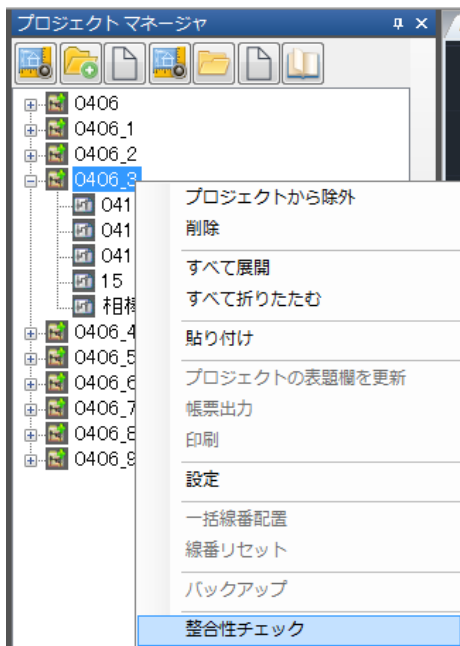 プロジェクト マネージャ
0406
0406_1
0406_2
0406_3
041
041
041
15
0406_4
0406_5
0406_6
0406_7
0406_8
0406_9
プロジェクトから除外
削除
すべて展開
すべて折りたたむ
貼り付け
プロジェクトの表題欄を更新
帳票出力
印刷
設定
一括線番配置
線番リセット
バックアップ
整合性チェック